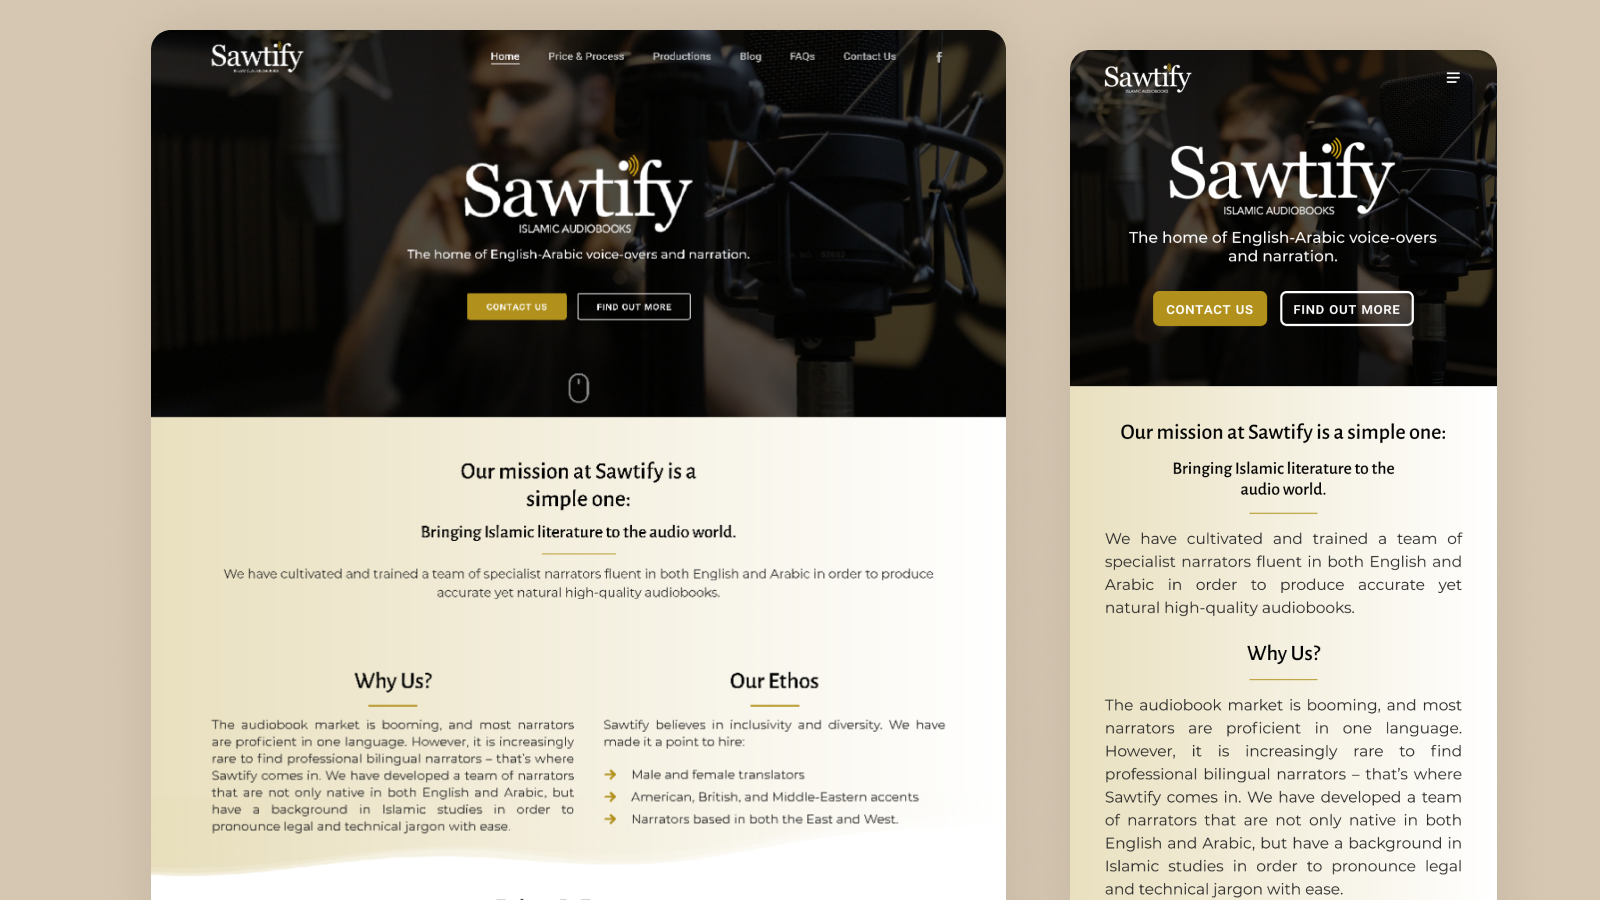 Sawtify
Home Price & Process Productions Blog FAQs Contact Us f
Sawtify
ISLAMIC AUDIOBOOKS
The home of English-Arabic voice-overs and narration.
CONTACT US FIND OUT MORE
Our mission at Sawtify is a
simple one:
Bringing Islamic literature to the audio world.
We have cultivated and trained a team of specialist narrators fluent in both English and Arabic in order to produce
accurate yet natural high-quality audiobooks.
Why Us?
The audiobook market is booming, and most narrators
are proficient in one language. However, it is increasingly
rare to find professional bilingual narrators – that's where
Sawtify comes in. We have developed a team of narrators
that are not only native in both English and Arabic, but
have a background in Islamic studies in order to
pronounce legal and technical jargon with ease.
Our Ethos
Sawtify believes in inclusivity and diversity. We have
made it a point to hire:
Male and female translators
American, British, and Middle-Eastern accents
Narrators based in both the East and West.
Sawtify
ISLAMIC AUDIOBOOKS
Sawtify
ISLAMIC AUDIOBOOKS
The home of English-Arabic voice-overs
and narration.
CONTACT US FIND OUT MORE
Our mission at Sawtify is a simple one:
Bringing Islamic literature to the
audio world.
We have cultivated and trained a team of
specialist narrators fluent in both English and
Arabic in order to produce accurate yet
natural high-quality audiobooks.
Why Us?
The audiobook market is booming, and most
narrators are proficient in one language.
However, it is increasingly rare to find
professional bilingual narrators – that's where
Sawtify comes in. We have developed a team
of narrators that are not only native in both
English and Arabic, but have a background in
Islamic studies in order to pronounce legal
and technical jargon with ease.